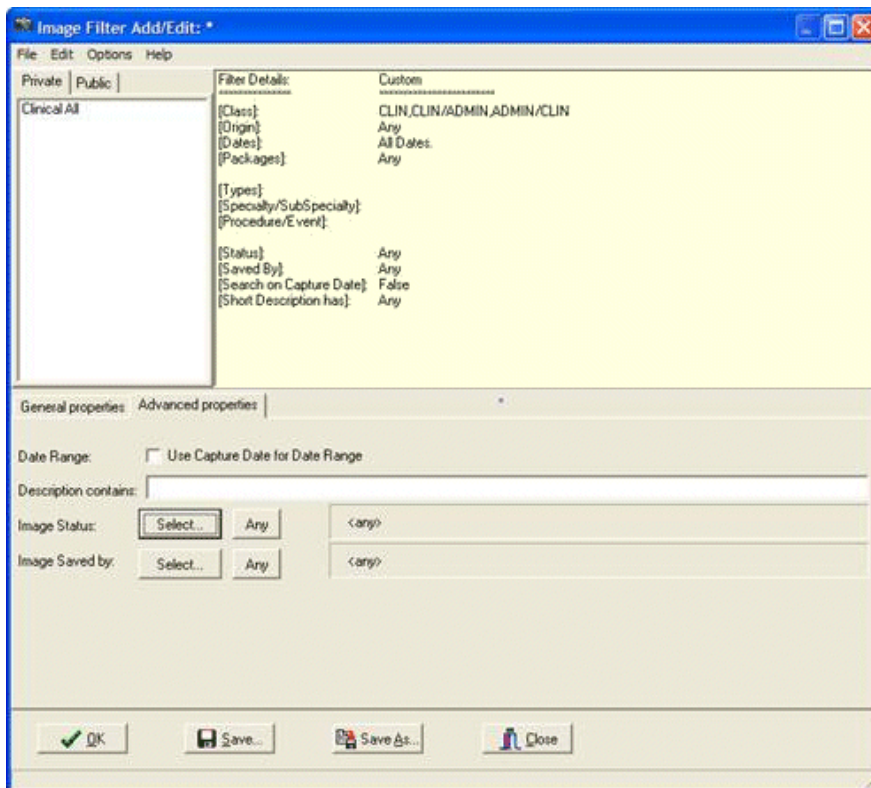 Image Filter Add/Edit: *
File Edit Options Help
Private Public
Clinical All
Filter Details: Custom
[Class]: CLIN,CLIN/ADMIN,ADMIN/CLIN
[Origin]: Any
[Dates]: All Dates.
[Packages]: Any
[Types]:
[Specialty/SubSpecialty]:
[Procedure/Event]:
[Status]: Any
[Saved By]: Any
[Search on Capture Date]: False
[Short Description has]: Any
General properties Advanced properties
Date Range: Use Capture Date for Date Range
Description contains:
Image Status: Select... Any <any>
Image Saved by: Select... Any <any>
OK Save... Save As... Close